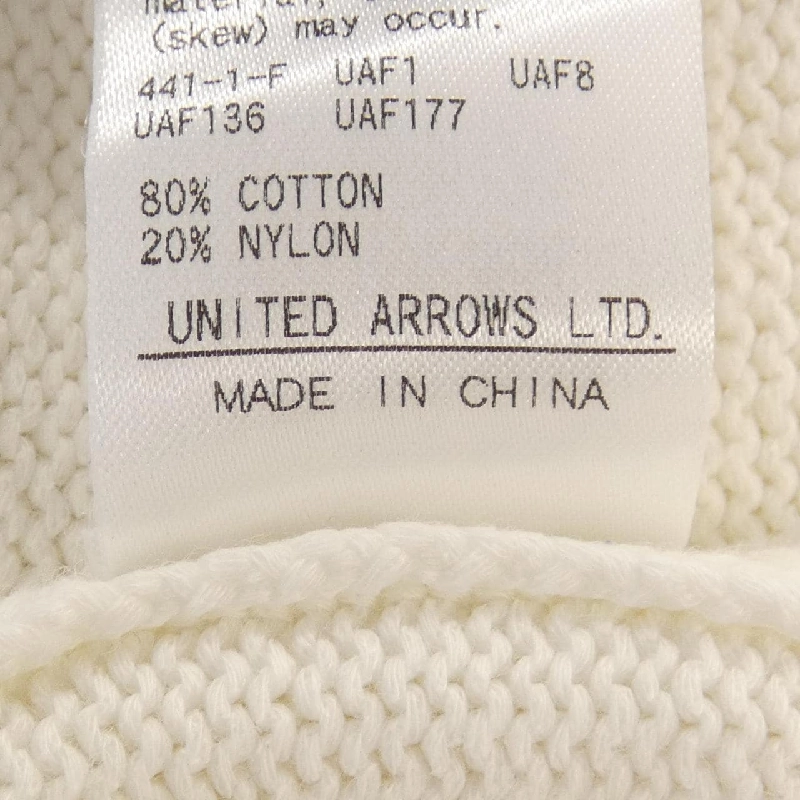 material,
(skew) may occur.
441-1-F UAF1 UAF8
UAF136 UAF177
80% COTTON
20% NYLON
UNITED ARROWS LTD.
MADE IN CHINA